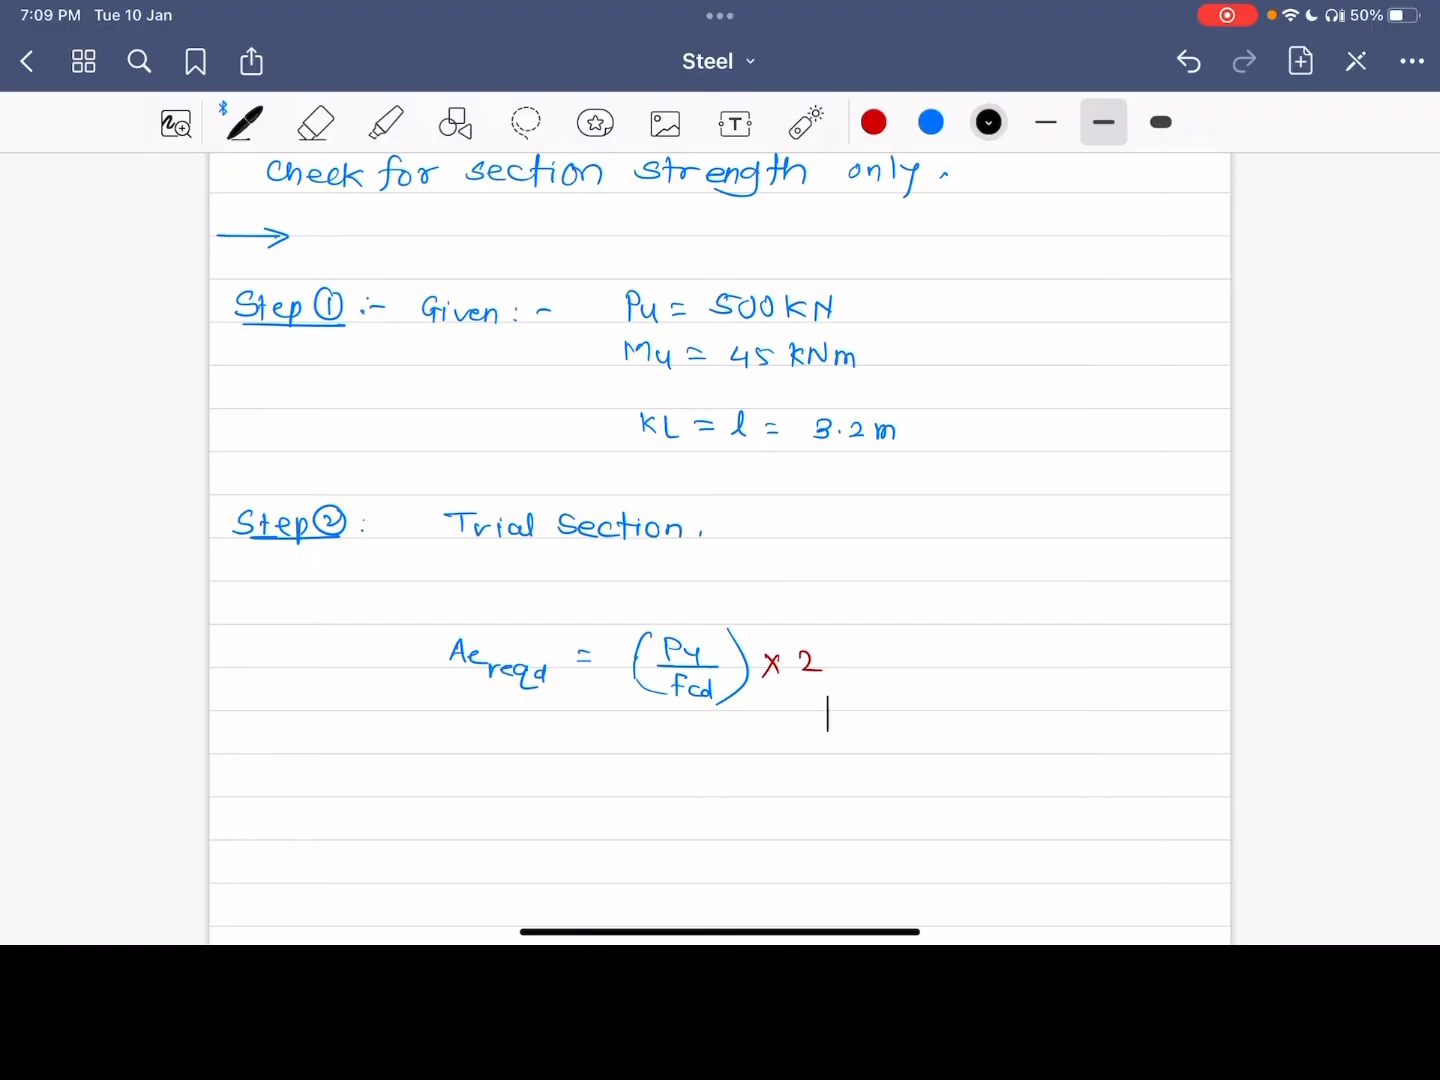 7:09 PM Tue 10 Jan
50%
Steel
T
Check for section strength only.
Step ① :- Given :- Pu = 500 KN
Mu = 45 KNm
KL = l = 3.2 m
Step ② : Trial Section.
Ae reqd = (Pu / Fcd) x 2